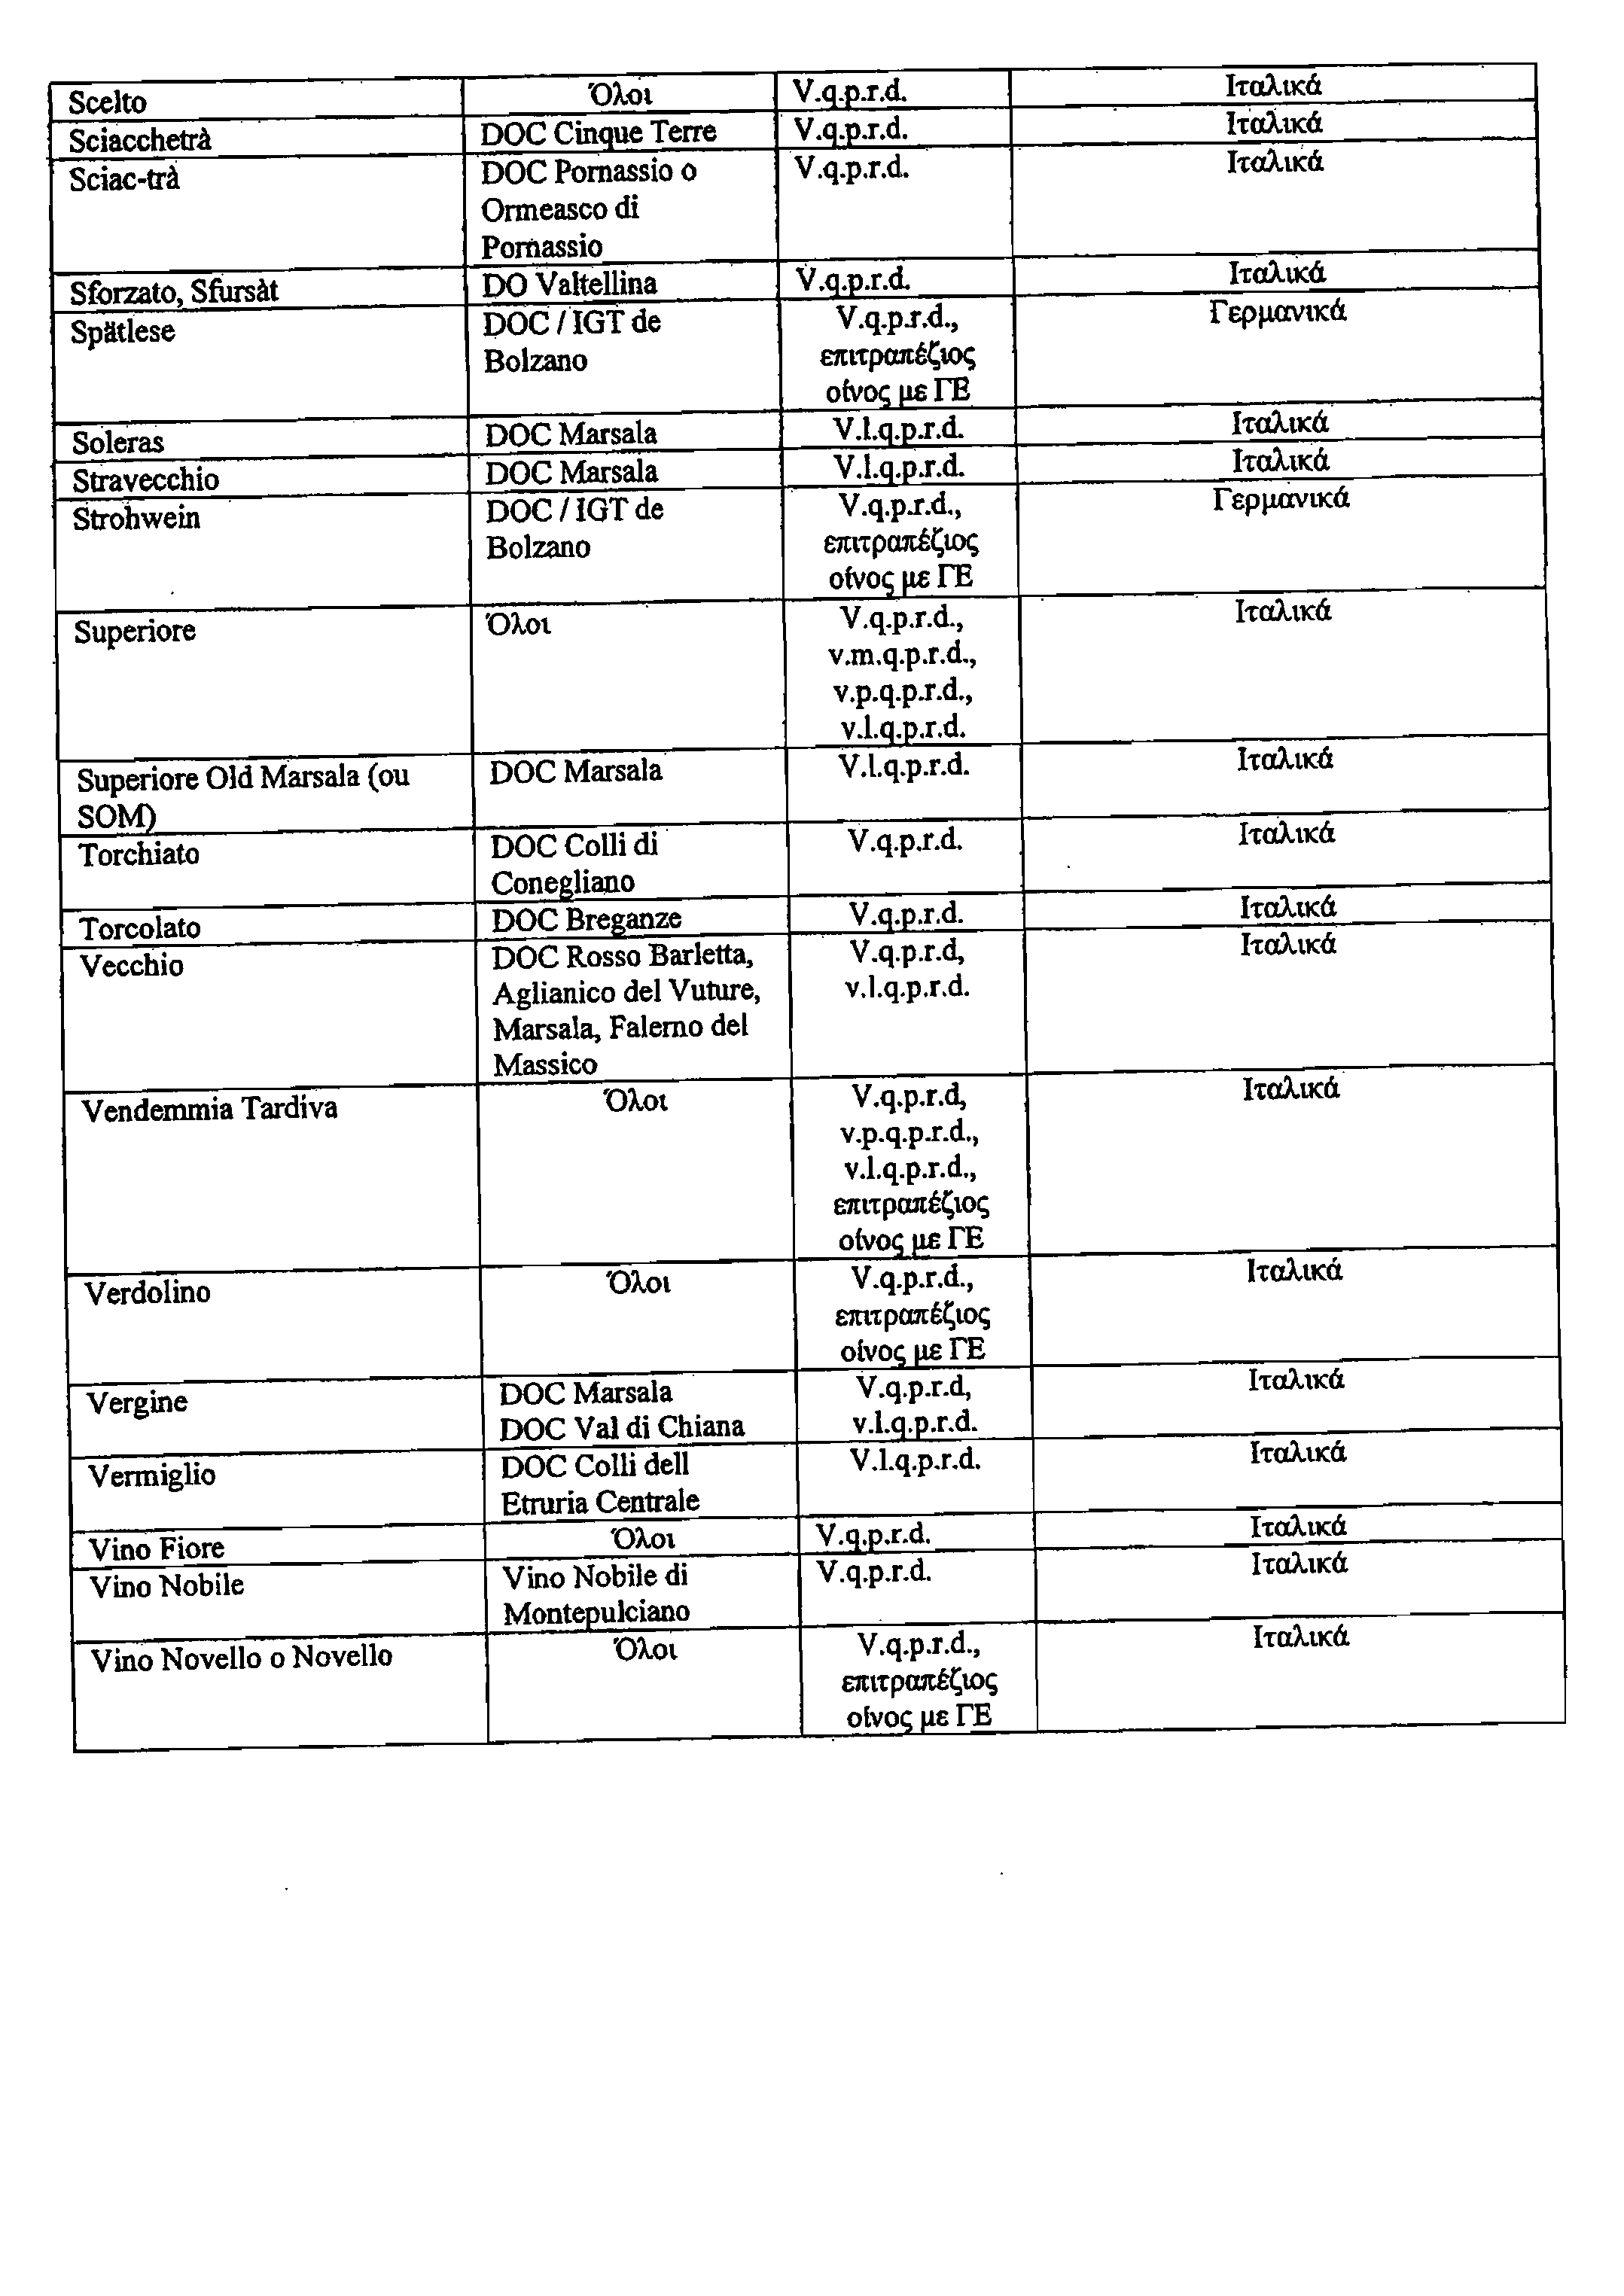 Scelto Όλοι V.q.p.r.d. Ιταλικά
Sciacchetrà DOC Cinque Terre V.q.p.r.d. Ιταλικά
Sciac-trà DOC Pornassio o V.q.p.r.d. Ιταλικά
Ormeasco di
Pornassio
Sforzato, Sfursàt DO Valtellina V.q.p.r.d. Ιταλικά
Spätlese DOC / IGT de V.q.p.r.d., Γερμανικά
Bolzano επιτραπέζιος
οίνος με ΓΕ
Soleras DOC Marsala V.l.q.p.r.d. Ιταλικά
Stravecchio DOC Marsala V.l.q.p.r.d. Ιταλικά
Strohwein DOC / IGT de V.q.p.r.d., Γερμανικά
Bolzano επιτραπέζιος
οίνος με ΓΕ
Superiore Όλοι V.q.p.r.d., Ιταλικά
v.m.q.p.r.d.,
v.p.q.p.r.d.,
v.l.q.p.r.d.
Superiore Old Marsala (ou DOC Marsala V.l.q.p.r.d. Ιταλικά
SOM)
Torchiato DOC Colli di V.q.p.r.d. Ιταλικά
Conegliano
Torcolato DOC Breganze V.q.p.r.d. Ιταλικά
Vecchio DOC Rosso Barletta, V.q.p.r.d, Ιταλικά
Aglianico del Vuture, v.l.q.p.r.d.
Marsala, Falerno del
Massico
Vendemmia Tardiva Όλοι V.q.p.r.d, Ιταλικά
v.p.q.p.r.d.,
v.l.q.p.r.d.,
επιτραπέζιος
οίνος με ΓΕ
Verdolino Όλοι V.q.p.r.d., Ιταλικά
επιτραπέζιος
οίνος με ΓΕ
Vergine DOC Marsala V.q.p.r.d, Ιταλικά
DOC Val di Chiana v.l.q.p.r.d.
Vermiglio DOC Colli dell V.l.q.p.r.d. Ιταλικά
Etruria Centrale
Vino Fiore Όλοι V.q.p.r.d. Ιταλικά
Vino Nobile Vino Nobile di V.q.p.r.d. Ιταλικά
Montepulciano
Vino Novello o Novello Όλοι V.q.p.r.d., Ιταλικά
επιτραπέζιος
οίνος με ΓΕ